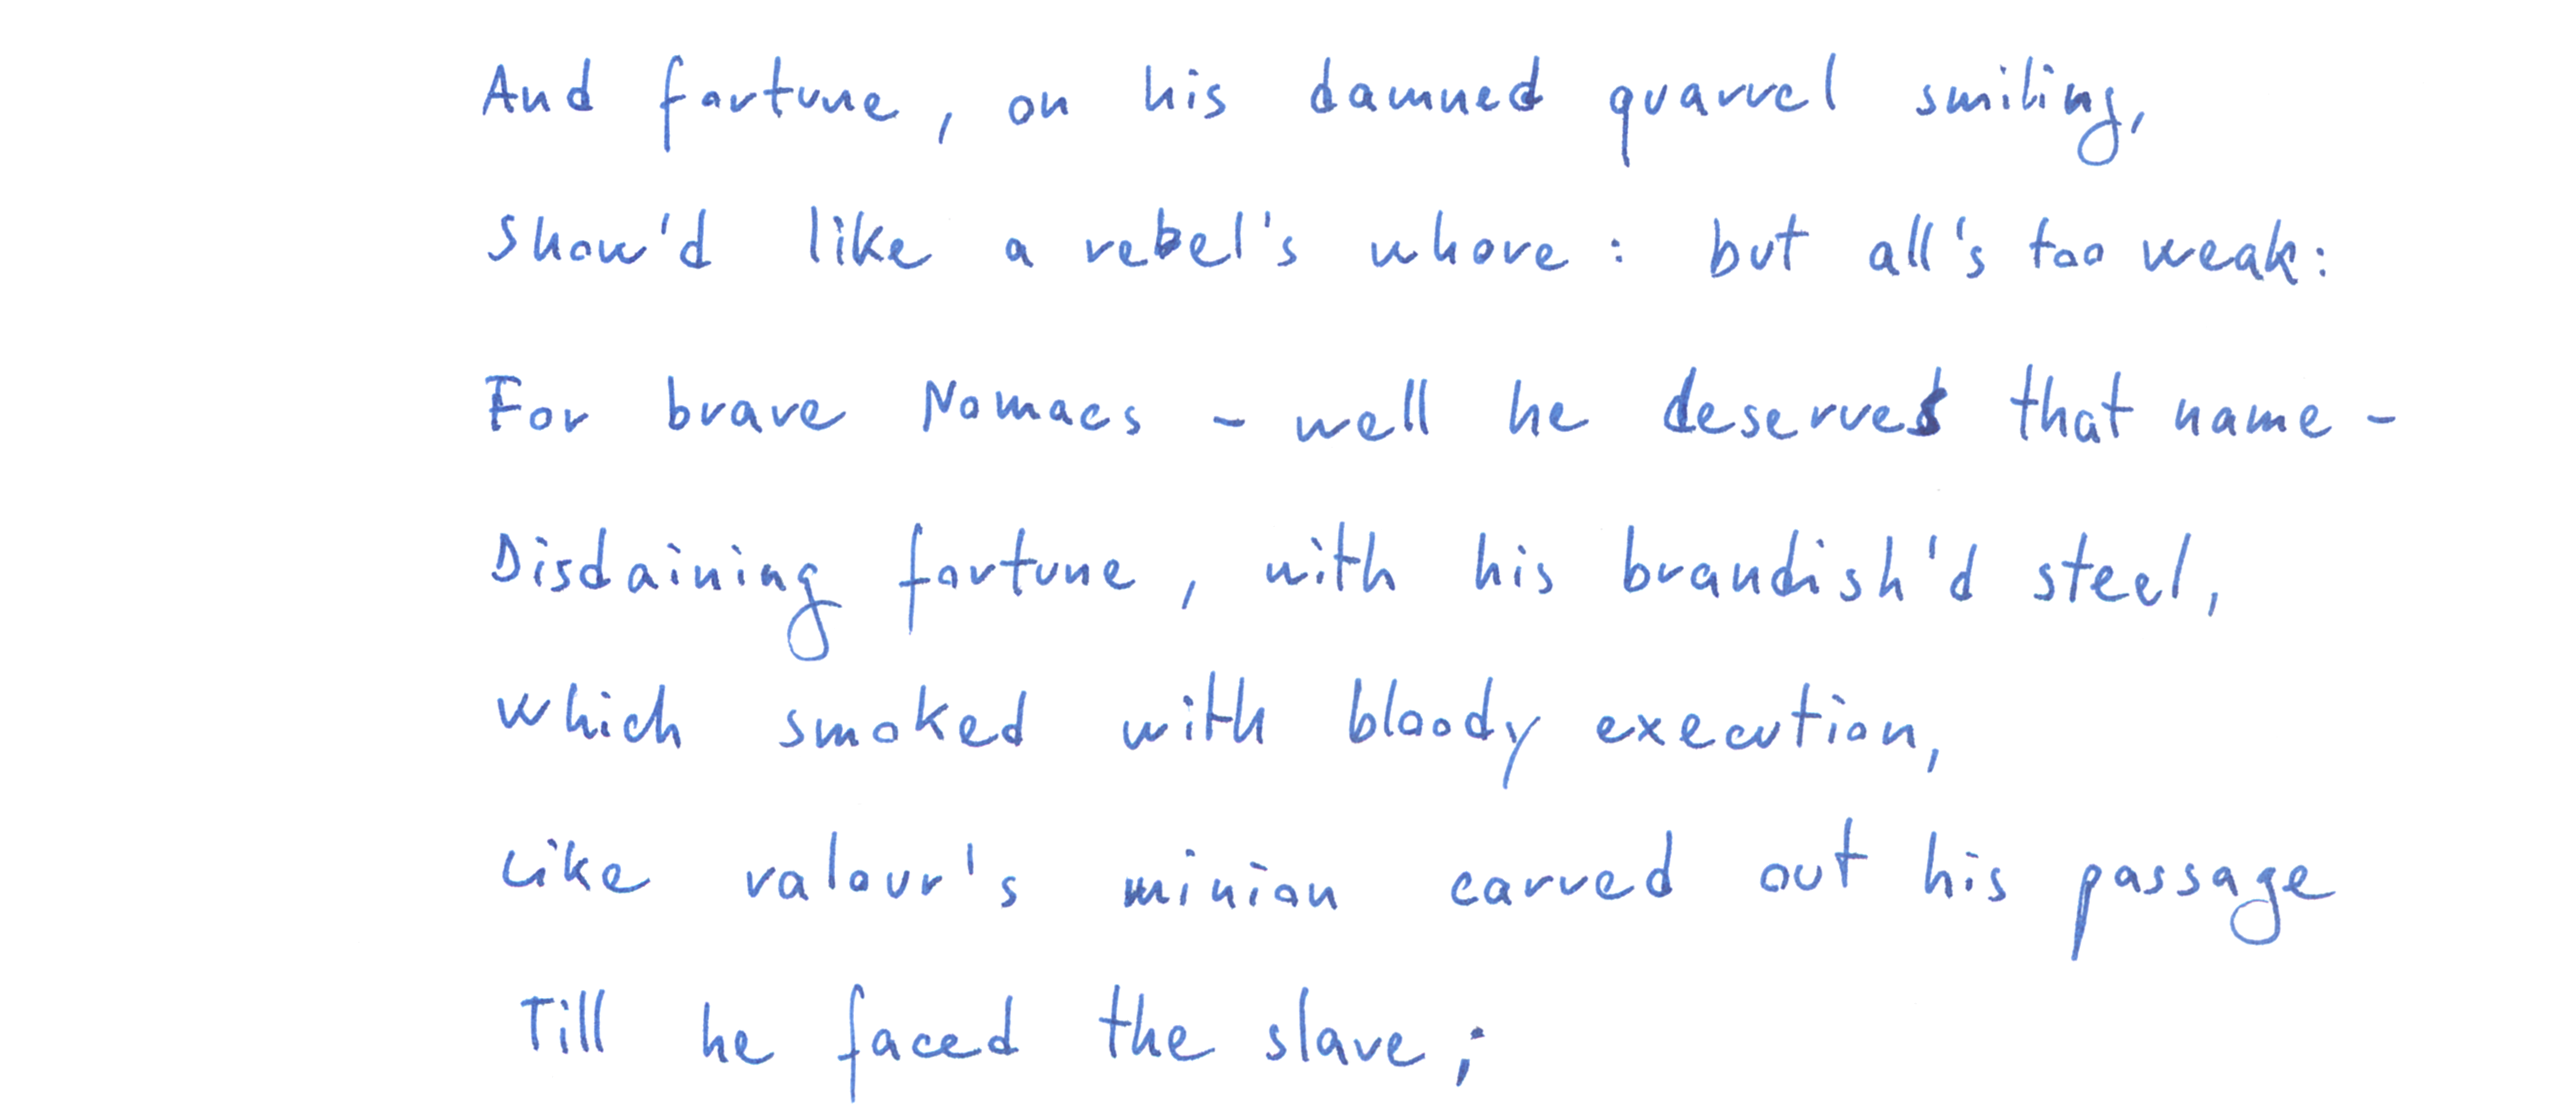 And fortune, on his damned quarrel smiling,
Show'd like a rebel's whore: but all's too weak:
For brave Nomacs - well he deserves that name -
Disdaining fortune, with his brandish'd steel,
Which smoked with bloody execution,
Like valour's minion carved out his passage
Till he faced the slave;